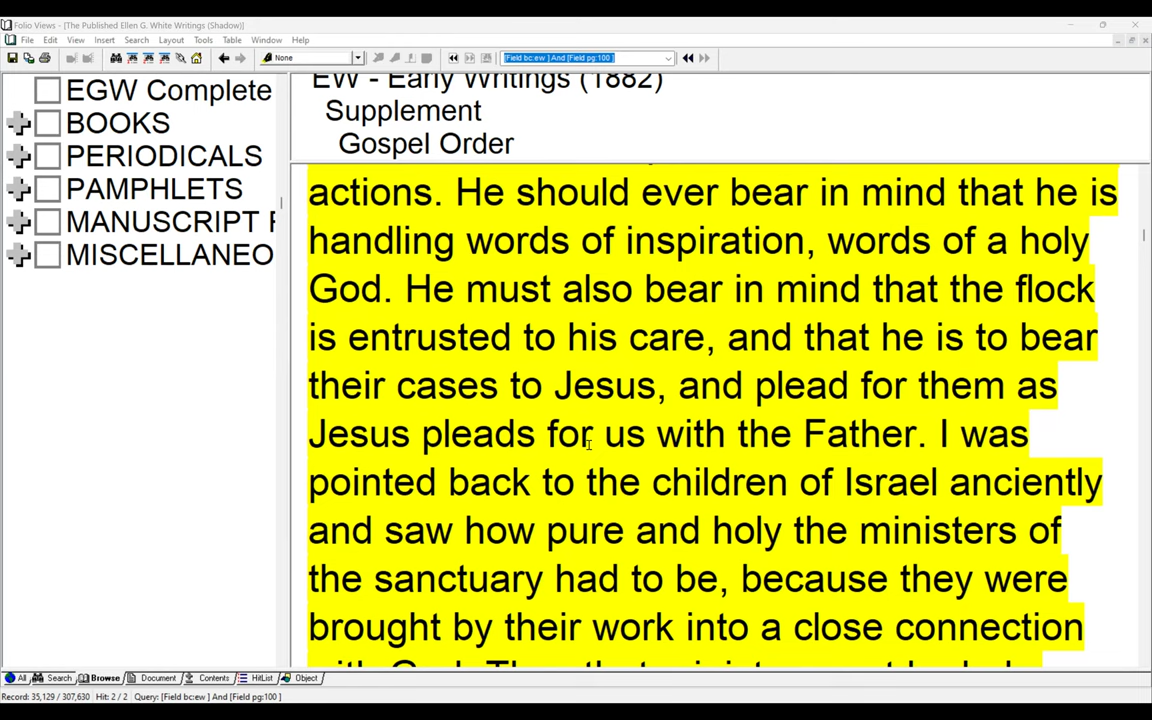 Folio Views - [The Published Ellen G. White Writings (Shadow)]
File Edit View Insert Search Layout Tools Table Window Help
None
[Field bc:ew ] And [Field pg:100 ]
EGW Complete
BOOKS
PERIODICALS
PAMPHLETS
MANUSCRIPT
MISCELLANEO
EW - Early Writings (1882)
Supplement
Gospel Order
actions. He should ever bear in mind that he is
handling words of inspiration, words of a holy
God. He must also bear in mind that the flock
is entrusted to his care, and that he is to bear
their cases to Jesus, and plead for them as
Jesus pleads for us with the Father. I was
pointed back to the children of Israel anciently
and saw how pure and holy the ministers of
the sanctuary had to be, because they were
brought by their work into a close connection
All Search Browse Document Contents HitList Object
Record: 35,129 / 307,630 Hit: 2 / 2 Query: [Field bc:ew ] And [Field pg:100 ]